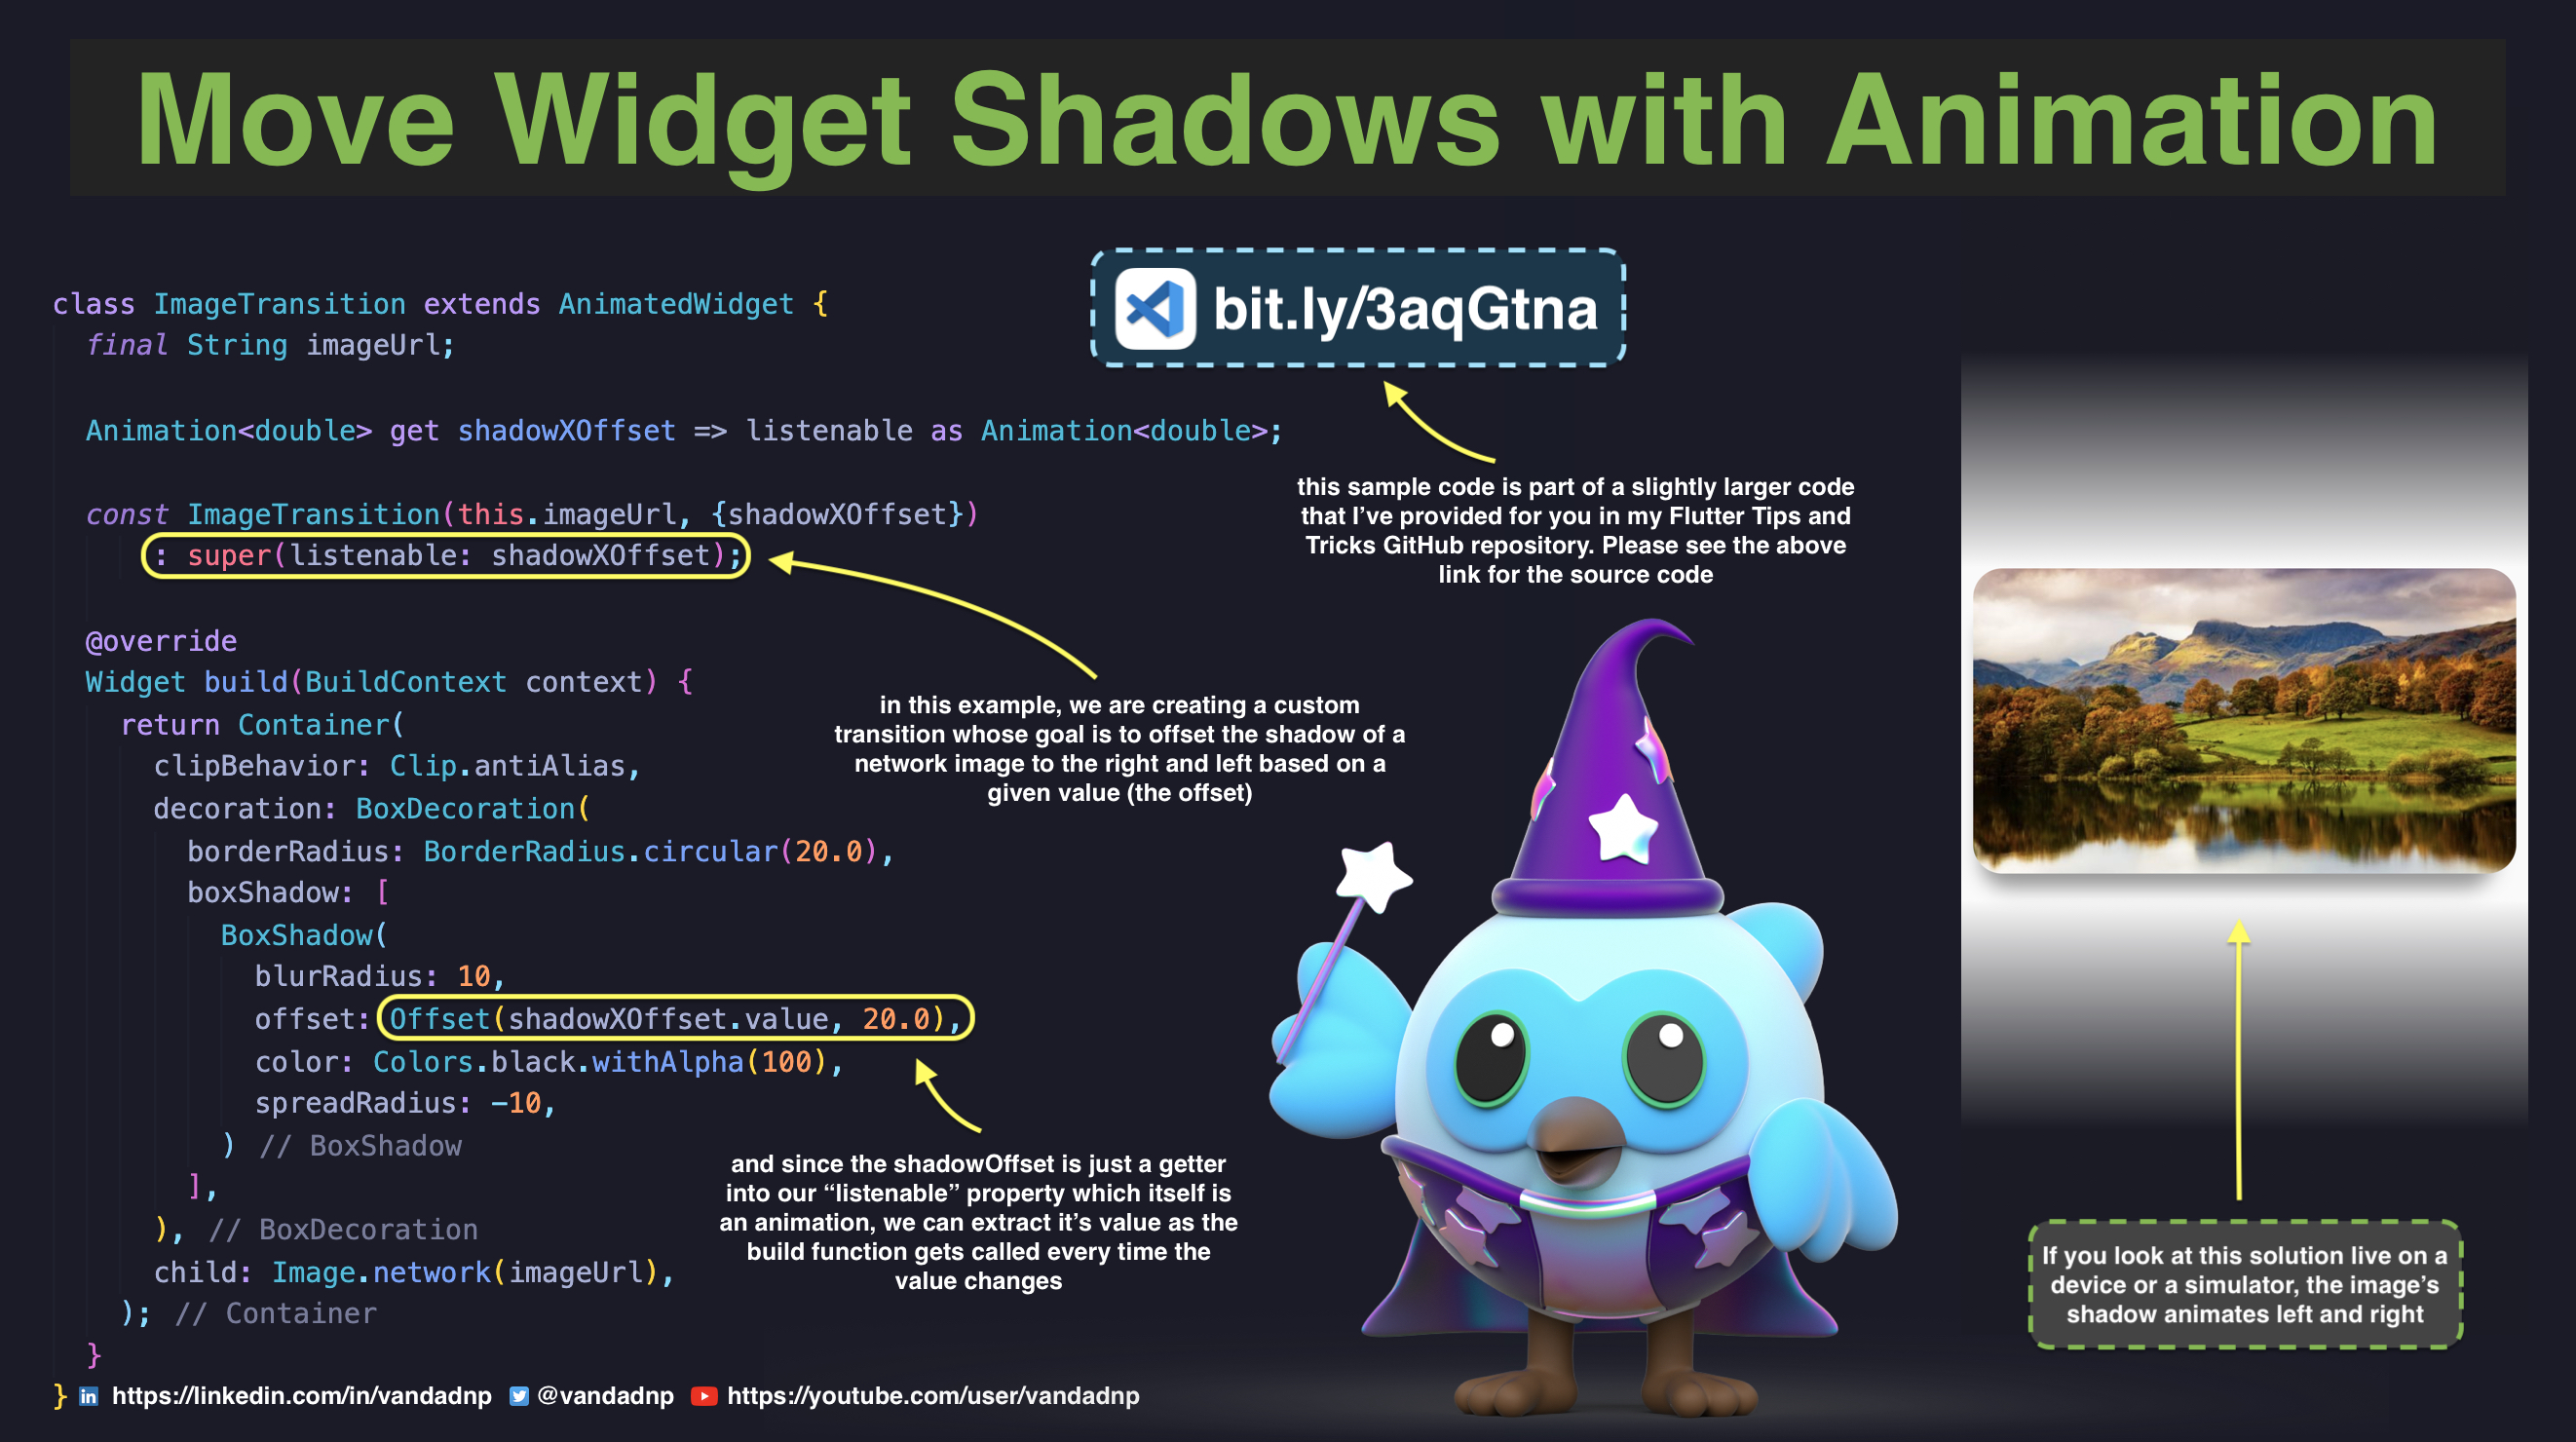 Move Widget Shadows with Animation
bit.ly/3aqGtna
class ImageTransition extends AnimatedWidget {
final String imageUrl;
Animation<double> get shadowXOffset => listenable as Animation<double>;
const ImageTransition(this.imageUrl, {shadowXOffset})
: super(listenable: shadowXOffset);
@override
Widget build(BuildContext context) {
return Container(
clipBehavior: Clip.antiAlias,
decoration: BoxDecoration(
borderRadius: BorderRadius.circular(20.0),
boxShadow: [
BoxShadow(
blurRadius: 10,
offset: Offset(shadowXOffset.value, 20.0),
color: Colors.black.withAlpha(100),
spreadRadius: -10,
) // BoxShadow
],
), // BoxDecoration
child: Image.network(imageUrl),
); // Container
}
}
this sample code is part of a slightly larger code
that I’ve provided for you in my Flutter Tips and
Tricks GitHub repository. Please see the above
link for the source code
in this example, we are creating a custom
transition whose goal is to offset the shadow of a
network image to the right and left based on a
given value (the offset)
and since the shadowOffset is just a getter
into our “listenable” property which itself is
an animation, we can extract it’s value as the
build function gets called every time the
value changes
If you look at this solution live on a
device or a simulator, the image’s
shadow animates left and right
in https://linkedin.com/in/vandadnp @vandadnp https://youtube.com/user/vandadnp